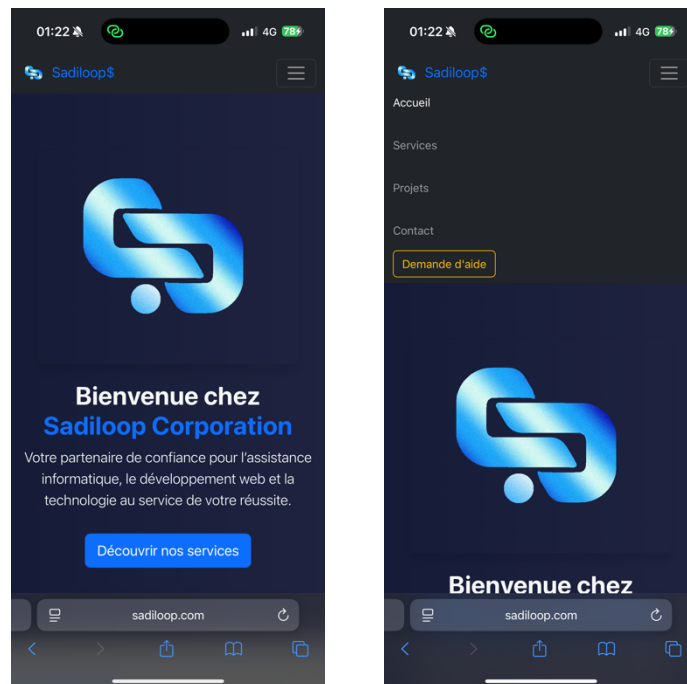 01:22
4G 78
Sadiloop$
Bienvenue chez
Sadiloop Corporation
Votre partenaire de confiance pour l'assistance
informatique, le développement web et la
technologie au service de votre réussite.
Découvrir nos services
sadiloop.com
01:22
4G 78
Sadiloop$
Accueil
Services
Projets
Contact
Demande d'aide
Bienvenue chez
sadiloop.com